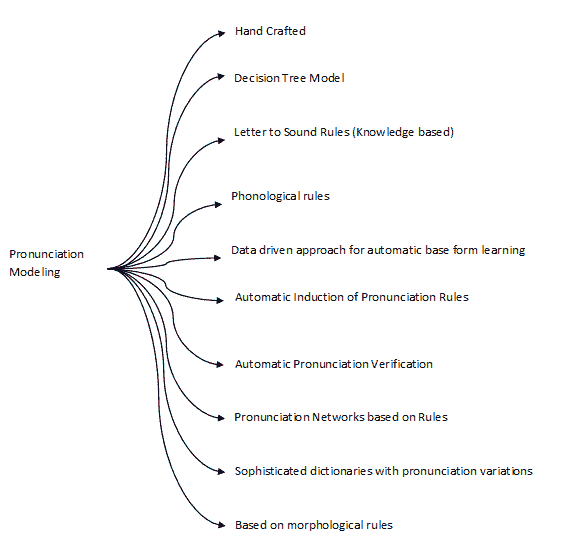 Hand Crafted
Decision Tree Model
Letter to Sound Rules (Knowledge based)
Phonological rules
Pronunciation
Modeling
Data driven approach for automatic base form learning
Automatic Induction of Pronunciation Rules
Automatic Pronunciation Verification
Pronunciation Networks based on Rules
Sophisticated dictionaries with pronunciation variations
Based on morphological rules